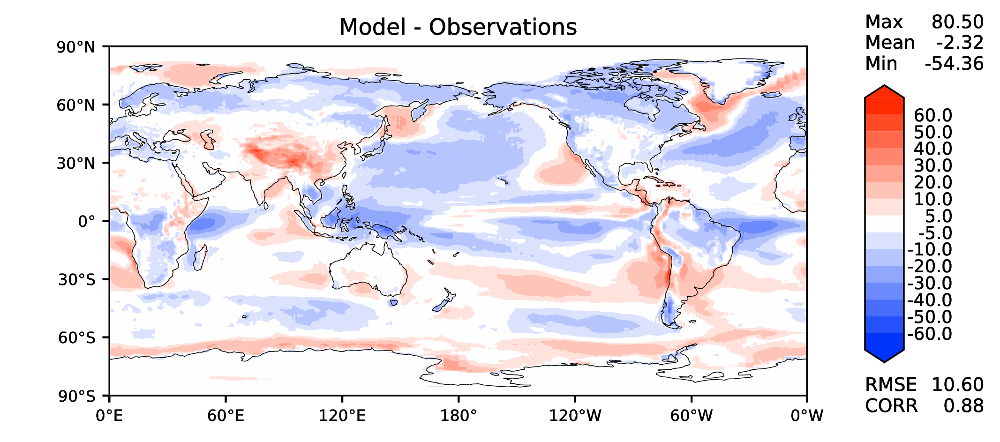 Model - Observations
Max 80.50
Mean -2.32
Min -54.36
90°N
60°N
30°N
0°
30°S
60°S
90°S
0°E 60°E 120°E 180° 120°W 60°W 0°W
60.0
50.0
40.0
30.0
20.0
10.0
5.0
-5.0
-10.0
-20.0
-30.0
-40.0
-50.0
-60.0
RMSE 10.60
CORR 0.88